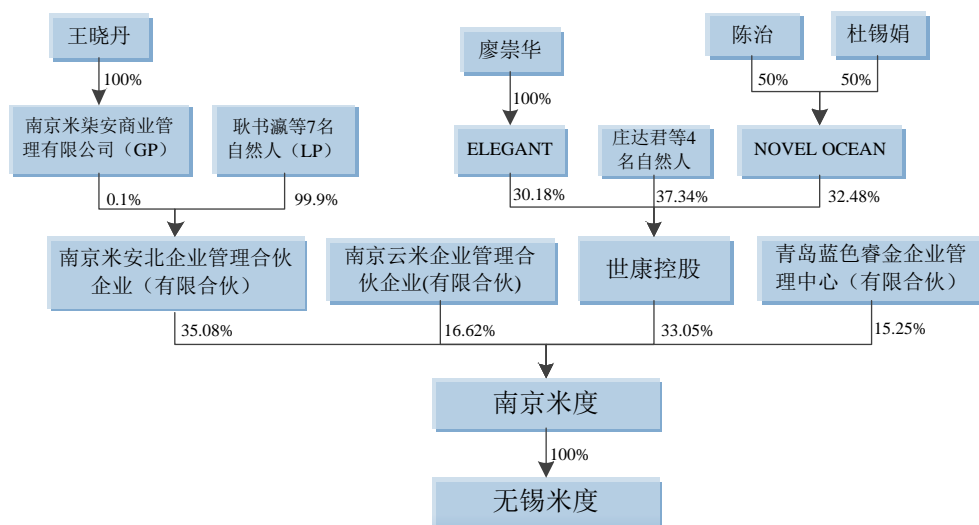 王晓丹
廖崇华
陈治
杜锡娟
100%
100%
50%
50%
南京米柒安商业管
理有限公司（GP）
耿书瀛等7名
自然人（LP）
ELEGANT
庄达君等4
名自然人
NOVEL OCEAN
0.1%
99.9%
30.18%
37.34%
32.48%
南京米安北企业管理合伙
企业（有限合伙）
南京云米企业管理合
伙企业(有限合伙)
世康控股
青岛蓝色睿金企业管
理中心（有限合伙）
35.08%
16.62%
33.05%
15.25%
南京米度
100%
无锡米度